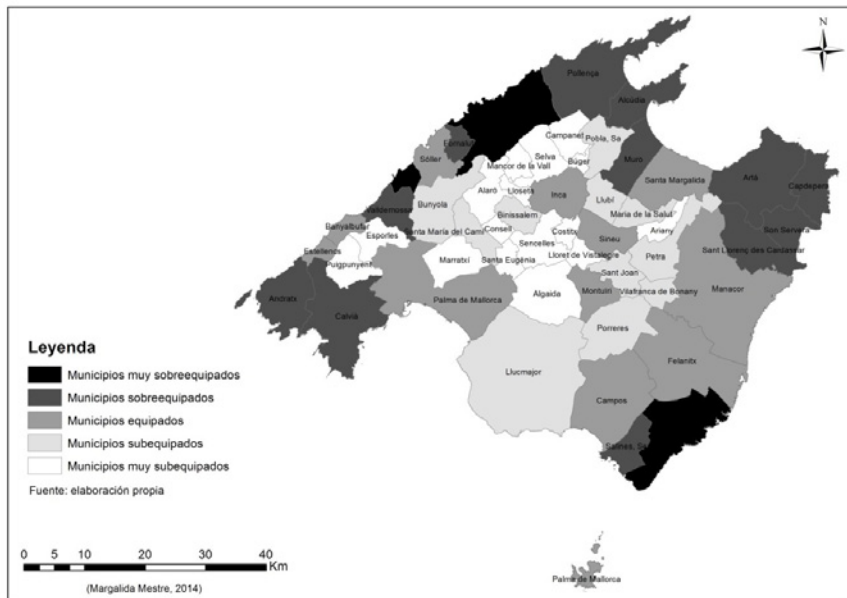 N
Pollença
Alcúdia
Campanet
Pobla, Sa
Fornalutx
Selva
Búger
Muro
Sóller
Mancor de la Vall
Santa Margalida
Artà
Capdepera
Alaró
Lloseta
Inca
Llubí
Valldemossa
Bunyola
Binissalem
Maria de la Salut
Son Servera
Banyalbufar
Santa María del Camí
Consell
Costitx
Ariany
Esporles
Sencelles
Sineu
Sant Llorenç des Cardassar
Estellencs
Lloret de Vistalegre
Petra
Puigpunyent
Marratxí
Santa Eugènia
Sant Joan
Manacor
Andratx
Palma de Mallorca
Algaida
Montuïri
Vilafranca de Bonany
Calvià
Porreres
Leyenda
Llucmajor
Felanitx
Municipios muy sobreequipados
Municipios sobreequipados
Campos
Municipios equipados
Municipios subequipados
Salines, Ses
Municipios muy subequipados
Fuente: elaboración propia
0 5 10 20 30 40
Km
(Margalida Mestre, 2014)
Palma de Mallorca